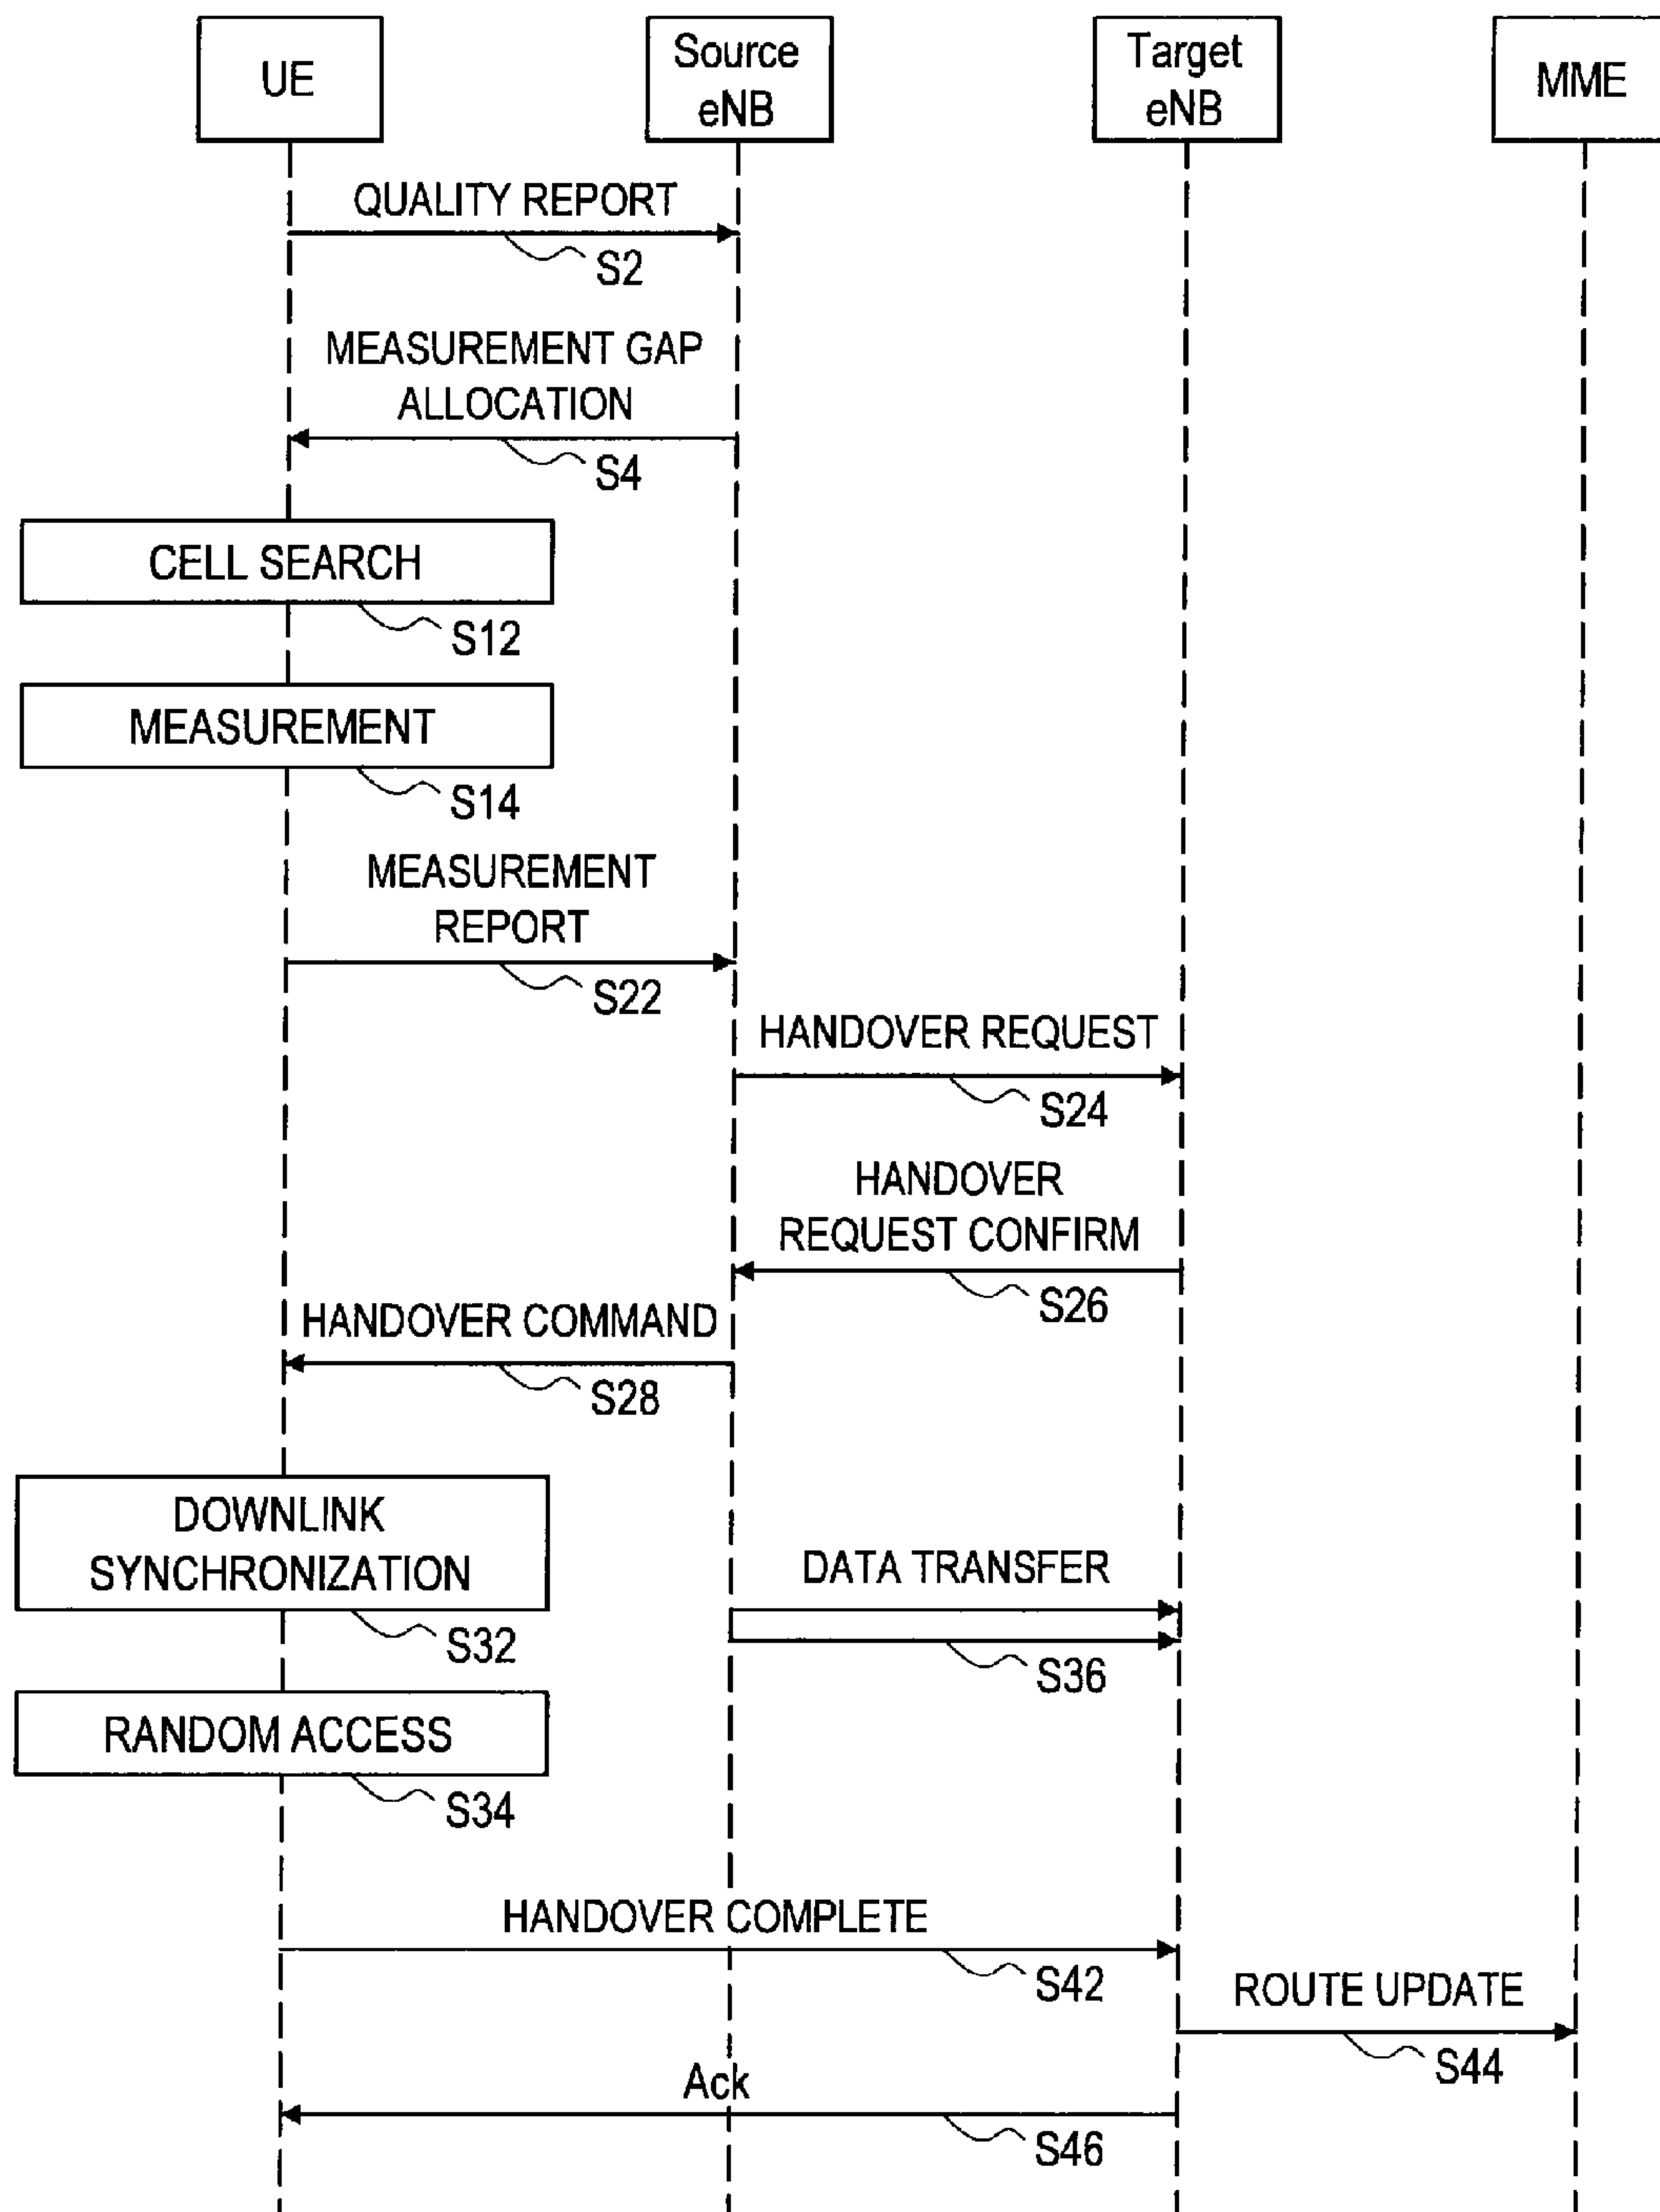 UE
Source
eNB
Target
eNB
MME
QUALITY REPORT
S2
MEASUREMENT GAP
ALLOCATION
S4
CELL SEARCH
S12
MEASUREMENT
S14
MEASUREMENT
REPORT
S22
HANDOVER REQUEST
S24
HANDOVER
REQUEST CONFIRM
S26
HANDOVER COMMAND
S28
DOWNLINK
SYNCHRONIZATION
S32
DATA TRANSFER
S36
RANDOM ACCESS
S34
HANDOVER COMPLETE
S42
ROUTE UPDATE
S44
Ack
S46